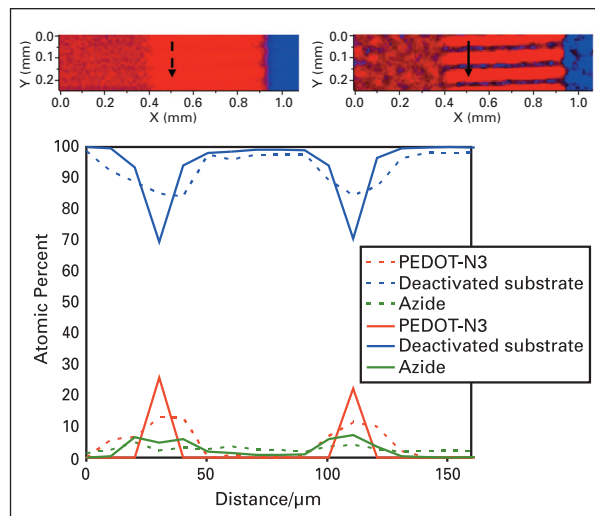 Y (mm)
0.0
0.1
0.2
0.0 0.2 0.4 0.6 0.8 1.0
X (mm)
Y (mm)
0.0
0.1
0.2
0.0 0.2 0.4 0.6 0.8 1.0
X (mm)
Atomic Percent
100
90
80
70
60
50
40
30
20
10
0
PEDOT-N3
Deactivated substrate
Azide
PEDOT-N3
Deactivated substrate
Azide
0 50 100 150
Distance/μm